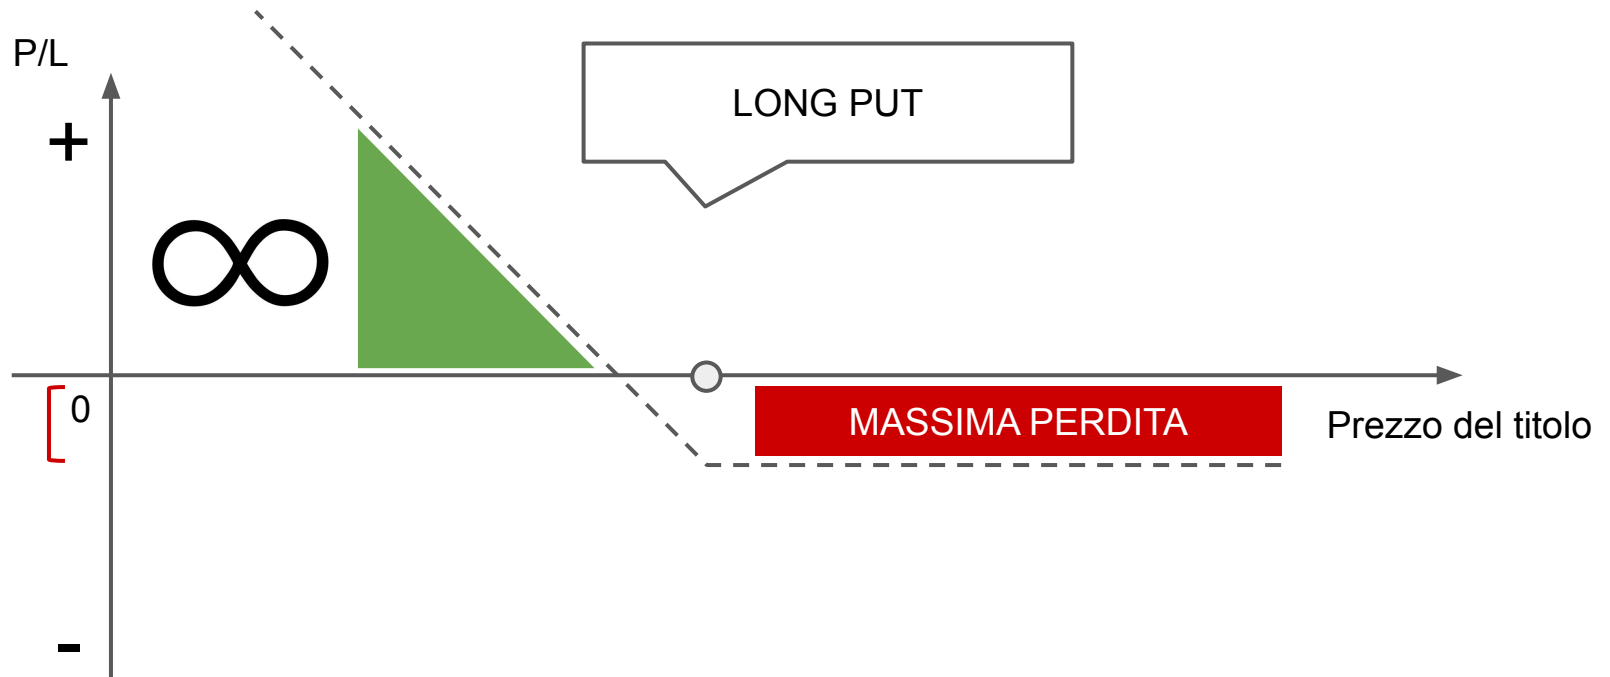 P/L
LONG PUT
+
∞
0
MASSIMA PERDITA
Prezzo del titolo
-